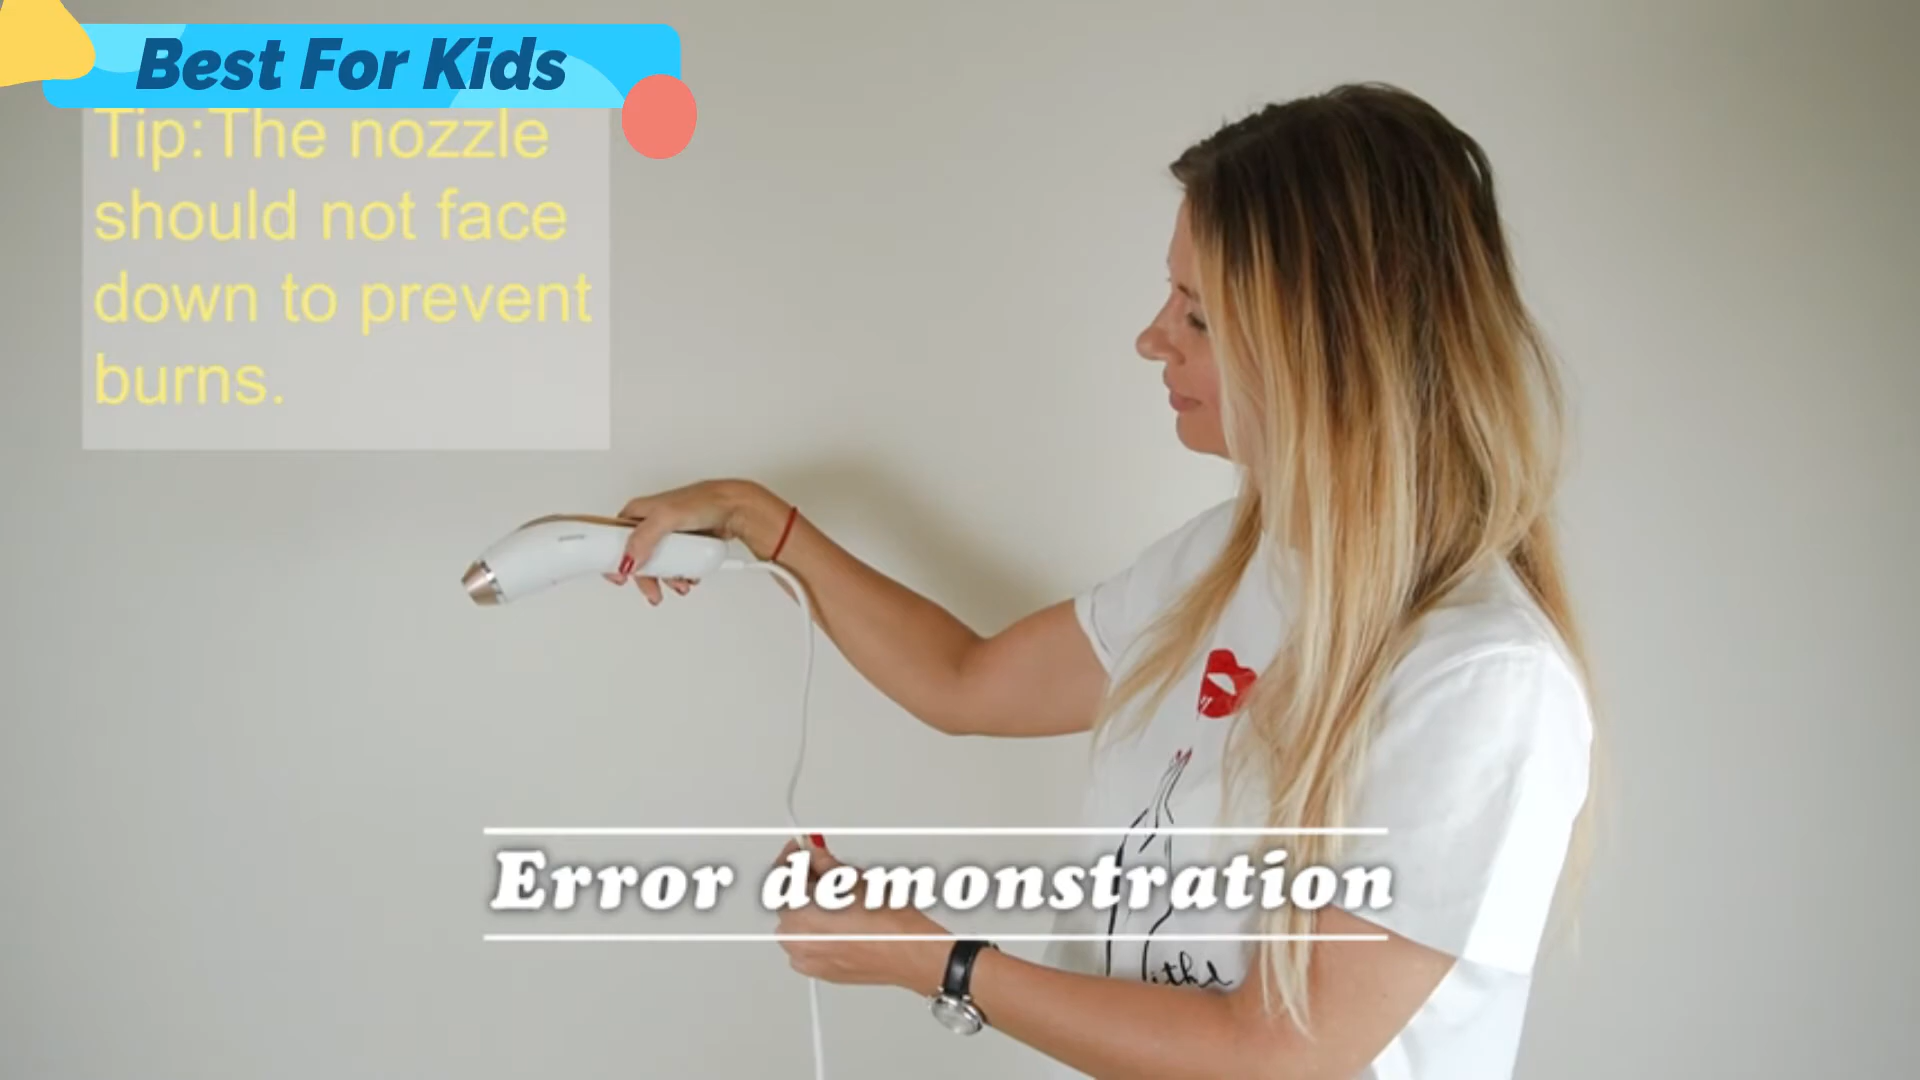 Best For Kids
Tip:The nozzle
should not face
down to prevent
burns.
Error demonstration